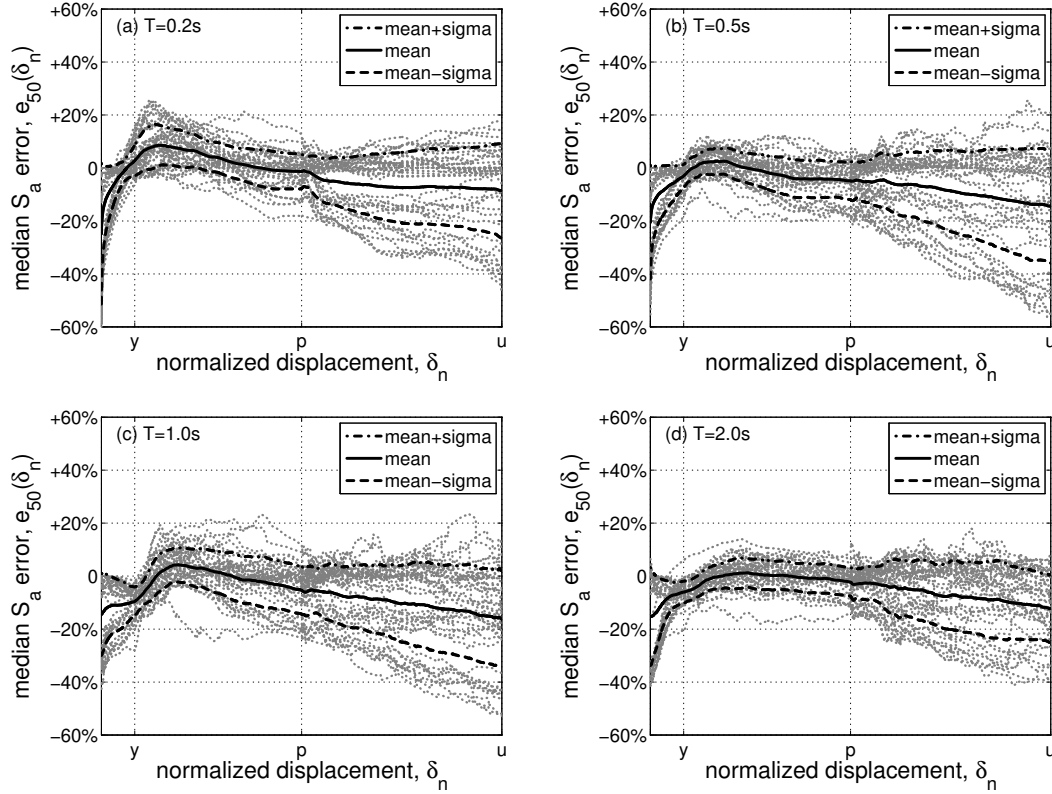 (a) T=0.2s
mean+sigma
mean
mean−sigma
+60%
+40%
+20%
0
−20%
−40%
−60%
y
p
u
median S_a error, e_50(δ_n)
normalized displacement, δ_n
(b) T=0.5s
mean+sigma
mean
mean−sigma
+60%
+40%
+20%
0
−20%
−40%
−60%
y
p
u
median S_a error, e_50(δ_n)
normalized displacement, δ_n
(c) T=1.0s
mean+sigma
mean
mean−sigma
+60%
+40%
+20%
0
−20%
−40%
−60%
y
p
u
median S_a error, e_50(δ_n)
normalized displacement, δ_n
(d) T=2.0s
mean+sigma
mean
mean−sigma
+60%
+40%
+20%
0
−20%
−40%
−60%
y
p
u
median S_a error, e_50(δ_n)
normalized displacement, δ_n